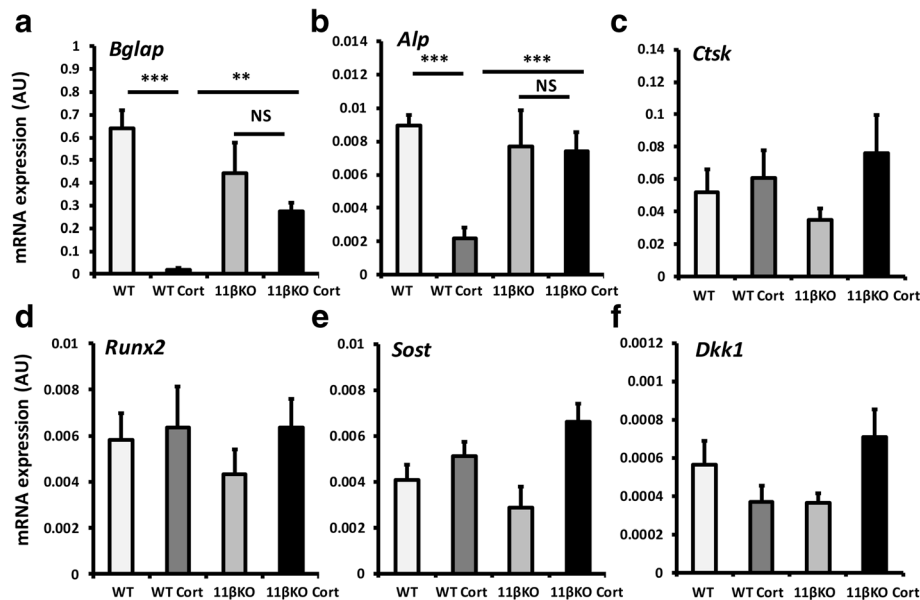 a
Bglap
mRNA expression (AU)
1
0.9
0.8
0.7
0.6
0.5
0.4
0.3
0.2
0.1
0
***
**
NS
WT
WT Cort
11βKO
11βKO Cort
b
Alp
0.014
0.012
0.01
0.008
0.006
0.004
0.002
0
***
***
NS
WT
WT Cort
11βKO
11βKO Cort
c
Ctsk
0.14
0.12
0.1
0.08
0.06
0.04
0.02
0
WT
WT Cort
11βKO
11βKO Cort
d
Runx2
mRNA expression (AU)
0.01
0.008
0.006
0.004
0.002
0
WT
WT Cort
11βKO
11βKO Cort
e
Sost
0.01
0.008
0.006
0.004
0.002
0
WT
WT Cort
11βKO
11βKO Cort
f
Dkk1
0.0012
0.001
0.0008
0.0006
0.0004
0.0002
0
WT
WT Cort
11βKO
11βKO Cort